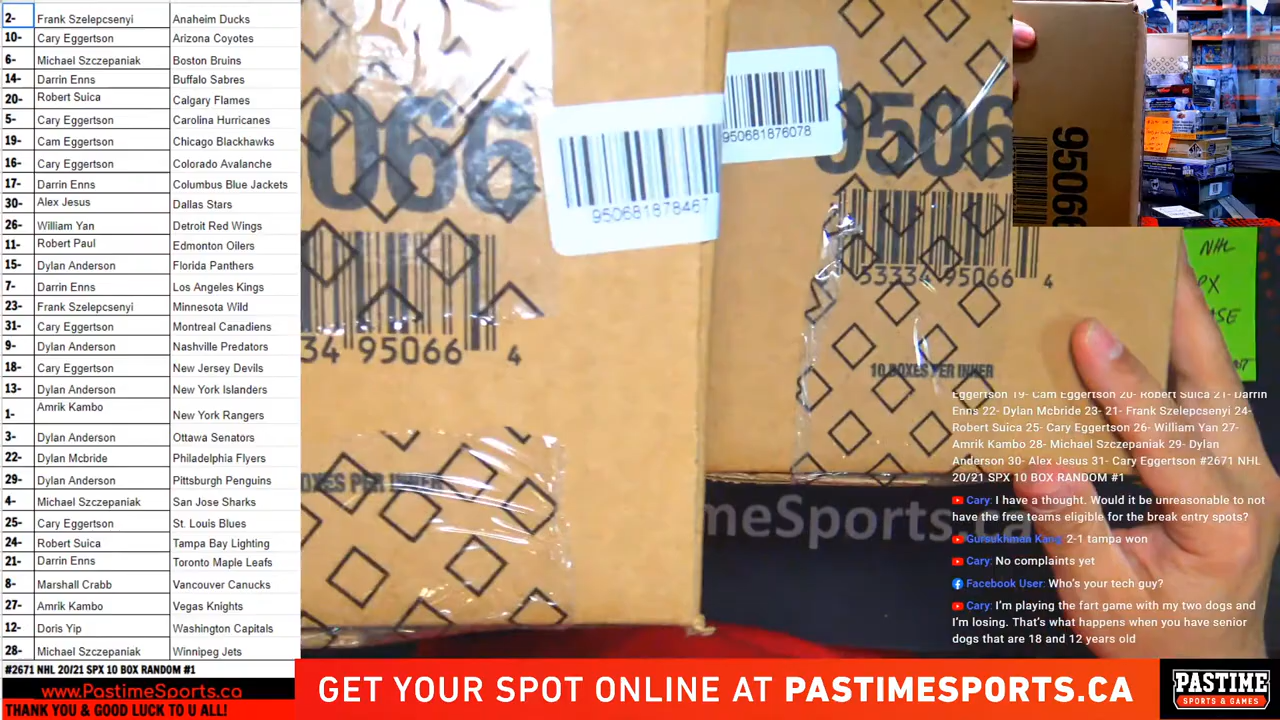 2- Frank Szelepcsenyi Anaheim Ducks
10- Cary Eggertson Arizona Coyotes
6- Michael Szczepaniak Boston Bruins
14- Darrin Enns Buffalo Sabres
20- Robert Suica Calgary Flames
5- Cary Eggertson Carolina Hurricanes
19- Cam Eggertson Chicago Blackhawks
16- Cary Eggertson Colorado Avalanche
17- Darrin Enns Columbus Blue Jackets
30- Alex Jesus Dallas Stars
26- William Yan Detroit Red Wings
11- Robert Paul Edmonton Oilers
15- Dylan Anderson Florida Panthers
7- Darrin Enns Los Angeles Kings
23- Frank Szelepcsenyi Minnesota Wild
31- Cary Eggertson Montreal Canadiens
9- Dylan Anderson Nashville Predators
18- Cary Eggertson New Jersey Devils
13- Dylan Anderson New York Islanders
1- Amrik Kambo New York Rangers
3- Dylan Anderson Ottawa Senators
22- Dylan Mcbride Philadelphia Flyers
29- Dylan Anderson Pittsburgh Penguins
4- Michael Szczepaniak San Jose Sharks
25- Cary Eggertson St. Louis Blues
24- Robert Suica Tampa Bay Lighting
21- Darrin Enns Toronto Maple Leafs
8- Marshall Crabb Vancouver Canucks
27- Amrik Kambo Vegas Knights
12- Doris Yip Washington Capitals
28- Michael Szczepaniak Winnipeg Jets
#2671 NHL 20/21 SPX 10 BOX RANDOM #1
www.PastimeSports.ca
THANK YOU & GOOD LUCK TO U ALL!
066
950681878467
34 95066 4
OXES PER INNER
950681876078
9506
53334 95066 4
10 BOXES PER INNER
95066
NHL
meSports.ca
Eggertson 19- Cam Eggertson 20- Robert Suica 21- Darrin
Enns 22- Dylan Mcbride 23- 21- Frank Szelepcsenyi 24-
Robert Suica 25- Cary Eggertson 26- William Yan 27-
Amrik Kambo 28- Michael Szczepaniak 29- Dylan
Anderson 30- Alex Jesus 31- Cary Eggertson #2671 NHL
20/21 SPX 10 BOX RANDOM #1
Cary: I have a thought. Would it be unreasonable to not
have the free teams eligible for the break entry spots?
Gursukhman Kang: 2-1 tampa won
Cary: No complaints yet
Facebook User: Who's your tech guy?
Cary: I'm playing the fart game with my two dogs and
I'm losing. That's what happens when you have senior
dogs that are 18 and 12 years old
GET YOUR SPOT ONLINE AT PASTIMESPORTS.CA
PASTIME
SPORTS & GAMES